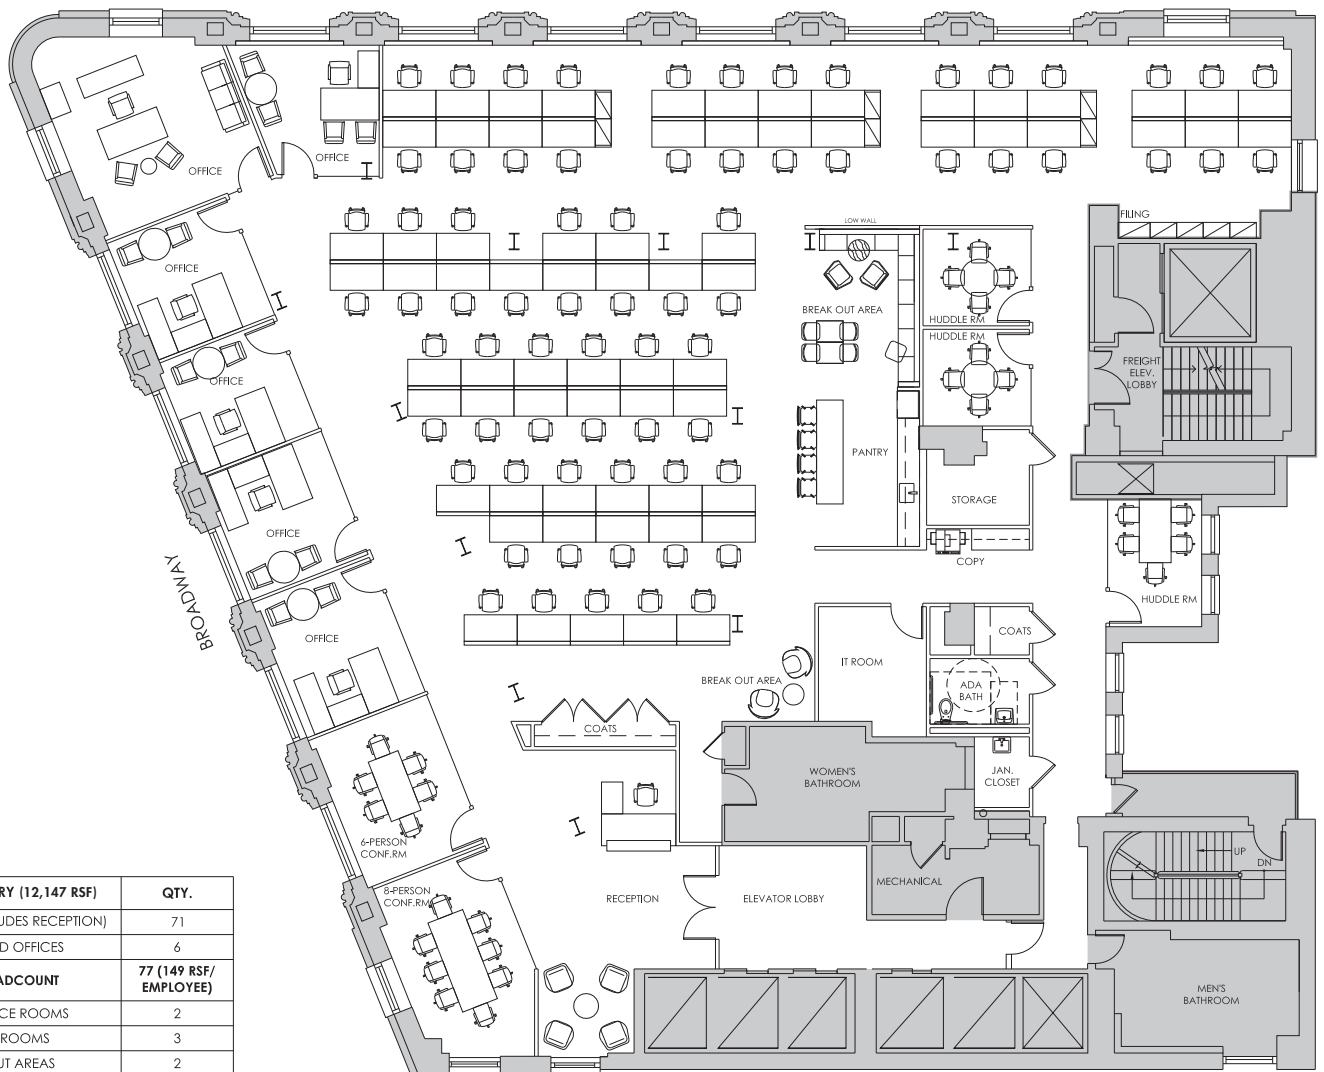 OFFICE
OFFICE
OFFICE
FILING
LOW WALL
BREAK OUT AREA
HUDDLE RM
HUDDLE RM
FREIGHT
ELEV.
LOBBY
OFFICE
PANTRY
STORAGE
OFFICE
COPY
HUDDLE RM
BROADWAY
OFFICE
COATS
IT ROOM
BREAK OUT AREA
ADA
BATH
COATS
WOMEN'S
BATHROOM
JAN.
CLOSET
6-PERSON
CONF.RM
UP
DN
MECHANICAL
8-PERSON
CONF.RM
RECEPTION
ELEVATOR LOBBY
MEN'S
BATHROOM
RY (12,147 RSF) QTY.
UDES RECEPTION) 71
D OFFICES 6
ADCOUNT 77 (149 RSF/
EMPLOYEE)
CE ROOMS 2
ROOMS 3
UT AREAS 2